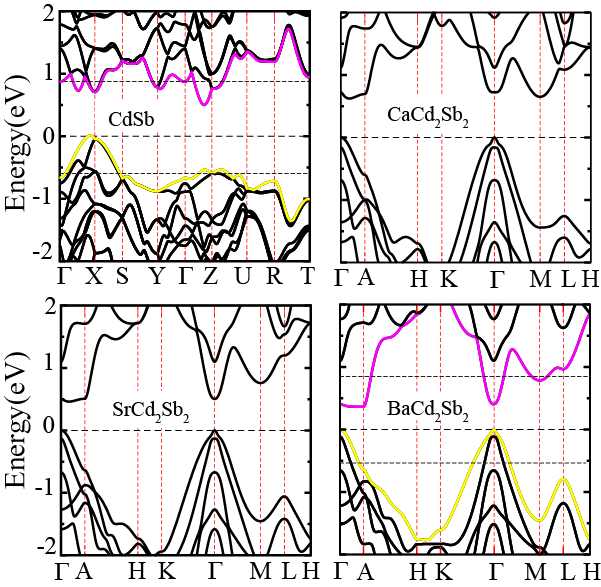 2
1
0
-1
-2
Energy(eV)
CdSb
Γ X S Y Γ Z U R T
CaCd₂Sb₂
Γ A H K Γ M L H
2
1
0
-1
-2
Energy(eV)
SrCd₂Sb₂
Γ A H K Γ M L H
BaCd₂Sb₂
Γ A H K Γ M L H